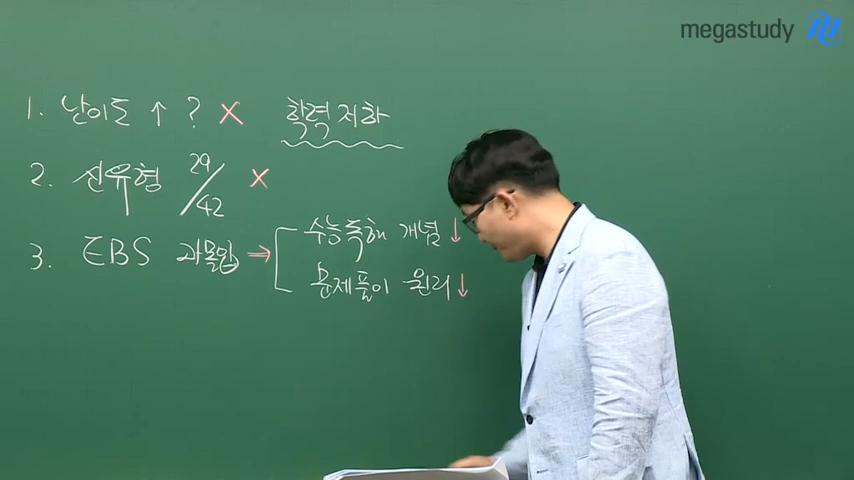 megastudy
1. 난이도 ↑ ? X 학력 저하
2. 신유형 29/42 X
3. EBS 과몰입 ⇒ 수능독해 개념 ↓
문제풀이 원리 ↓